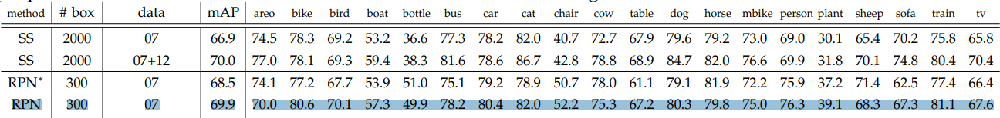 method # box data mAP areo bike bird boat bottle bus car cat chair cow table dog horse mbike person plant sheep sofa train tv
SS 2000 07 66.9 74.5 78.3 69.2 53.2 36.6 77.3 78.2 82.0 40.7 72.7 67.9 79.6 79.2 73.0 69.0 30.1 65.4 70.2 75.8 65.8
SS 2000 07+12 70.0 77.0 78.1 69.3 59.4 38.3 81.6 78.6 86.7 42.8 78.8 68.9 84.7 82.0 76.6 69.9 31.8 70.1 74.8 80.4 70.4
RPN* 300 07 68.5 74.1 77.2 67.7 53.9 51.0 75.1 79.2 78.9 50.7 78.0 61.1 79.1 81.9 72.2 75.9 37.2 71.4 62.5 77.4 66.4
RPN 300 07 69.9 70.0 80.6 70.1 57.3 49.9 78.2 80.4 82.0 52.2 75.3 67.2 80.3 79.8 75.0 76.3 39.1 68.3 67.3 81.1 67.6